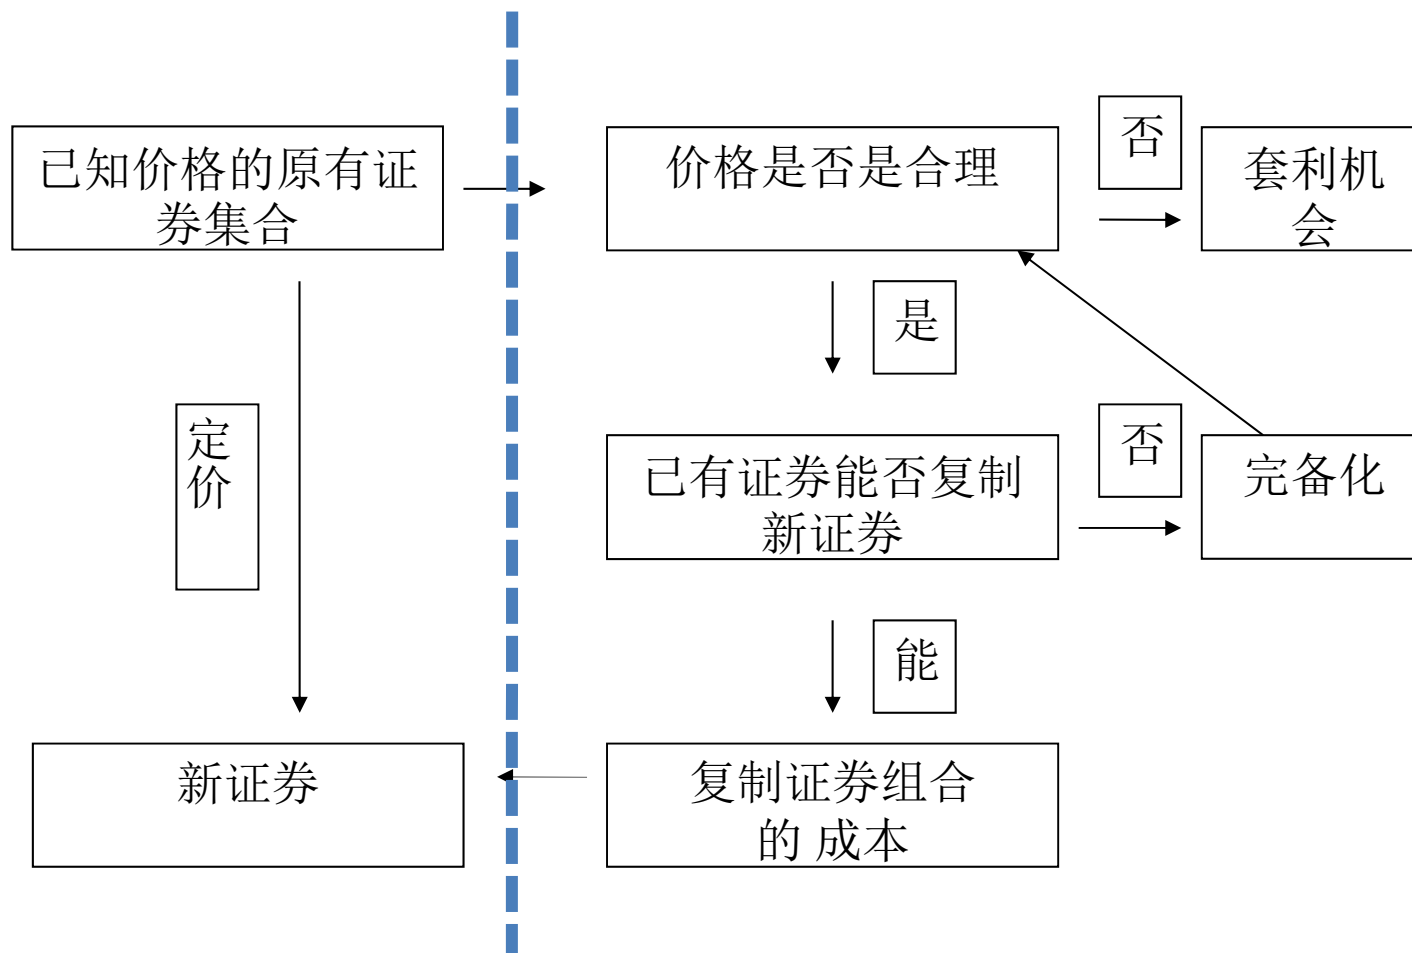 已知价格的原有证
券集合
价格是否是合理
否
套利机
会
是
定
价
已有证券能否复制
新证券
否
完备化
能
新证券
复制证券组合
的 成本